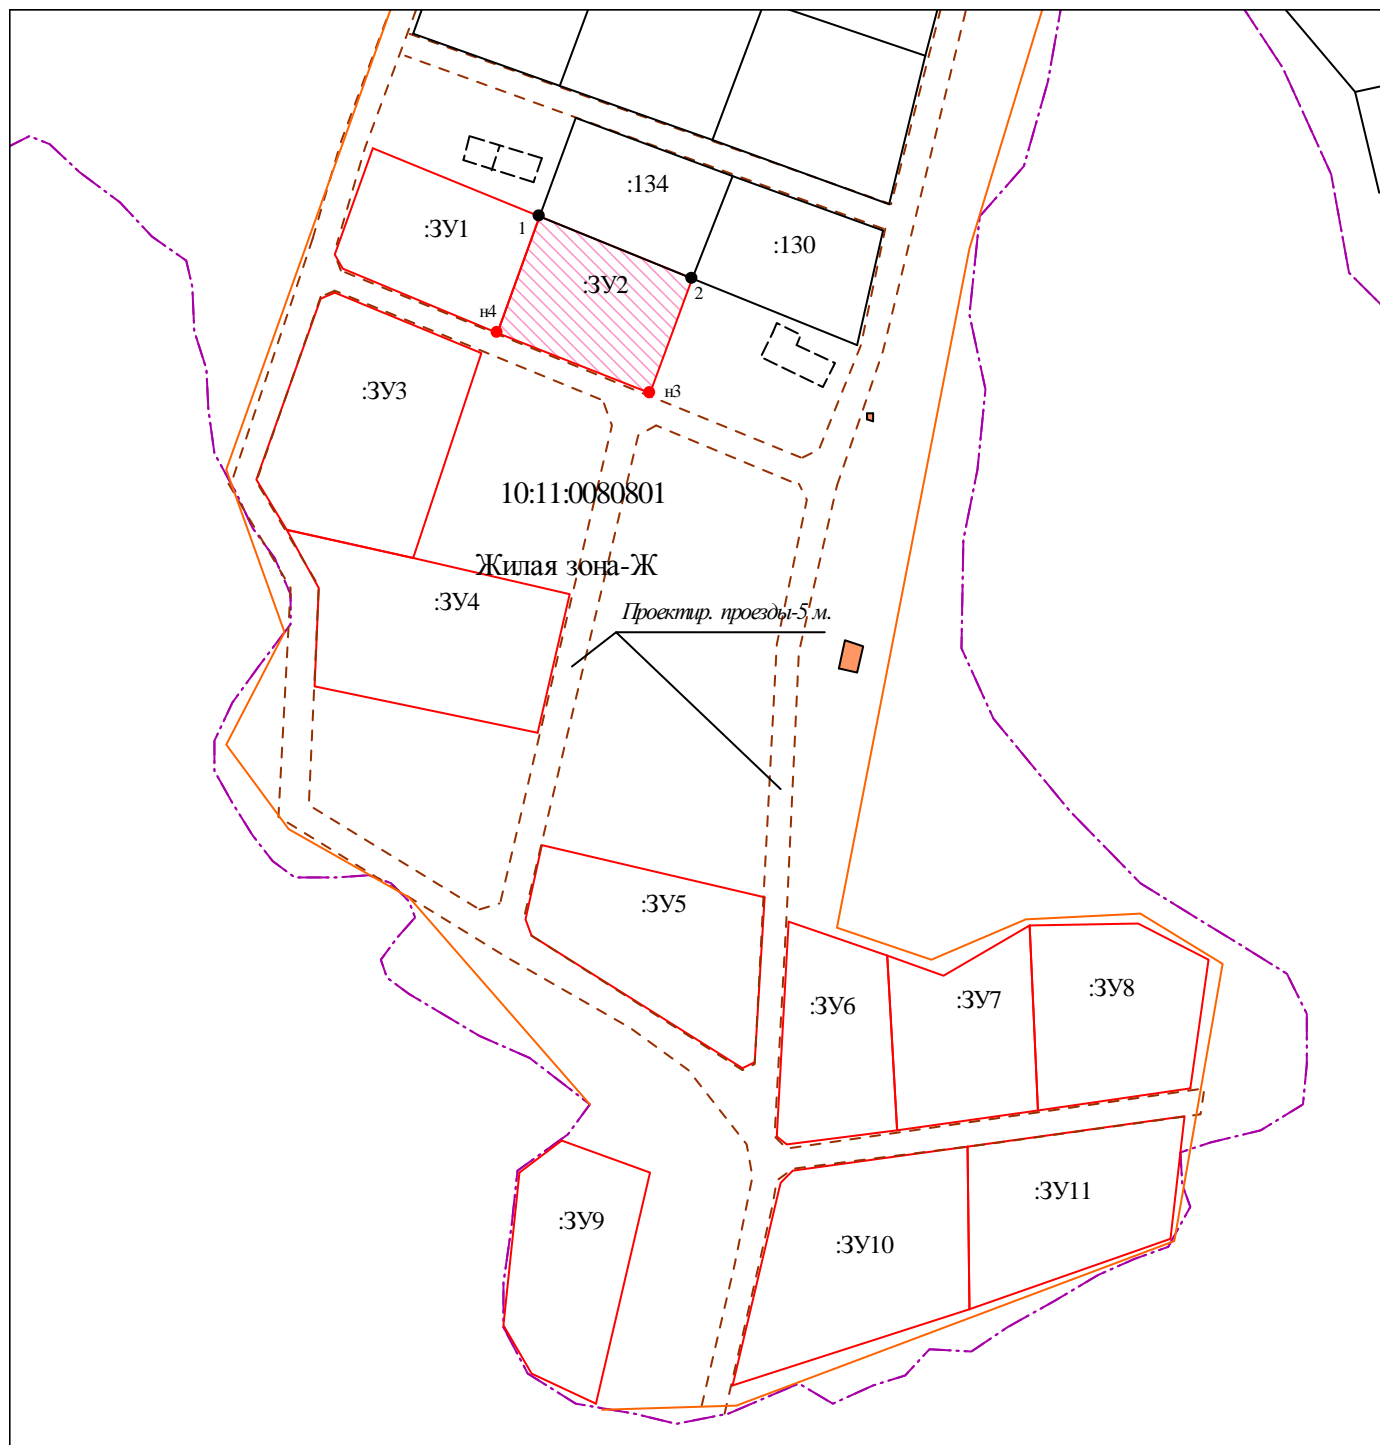 :134
:ЗУ1
1
:130
:ЗУ2
2
н4
:ЗУ3
н3
10:11:0080801
Жилая зона-Ж
:ЗУ4
Проектир. проезды-5 м.
:ЗУ5
:ЗУ6
:ЗУ7
:ЗУ8
:ЗУ9
:ЗУ10
:ЗУ11